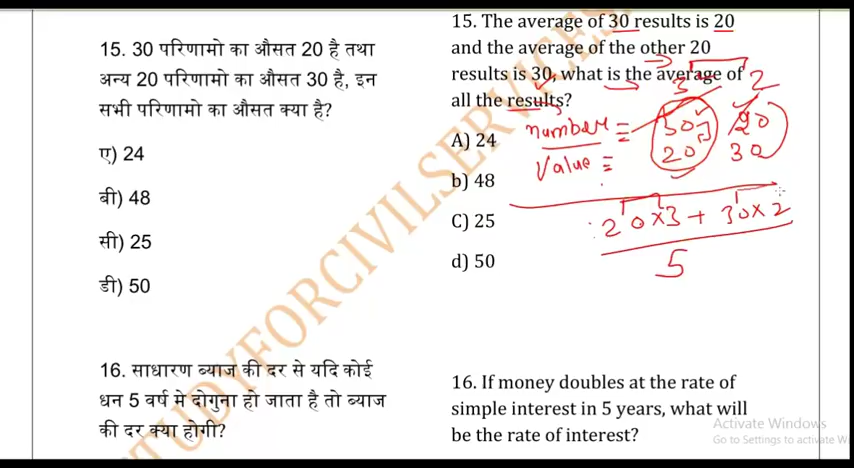 15. 30 परिणामो का औसत 20 है तथा
अन्य 20 परिणामो का औसत 30 है, इन
सभी परिणामो का औसत क्या है?
ए) 24
बी) 48
सी) 25
डी) 50
16. साधारण ब्याज की दर से यदि कोई
धन 5 वर्ष मे दोगुना हो जाता है तो ब्याज
की दर क्या होगी?
15. The average of 30 results is 20
and the average of the other 20
results is 30, what is the average of
all the results?
A) 24
b) 48
C) 25
d) 50
3 2
number = 30 20
Value = 20 30
20×3 + 30×2
5
16. If money doubles at the rate of
simple interest in 5 years, what will
be the rate of interest?
STUDYFORCIVILSERVICES
Activate Windows
Go to Settings to activate W